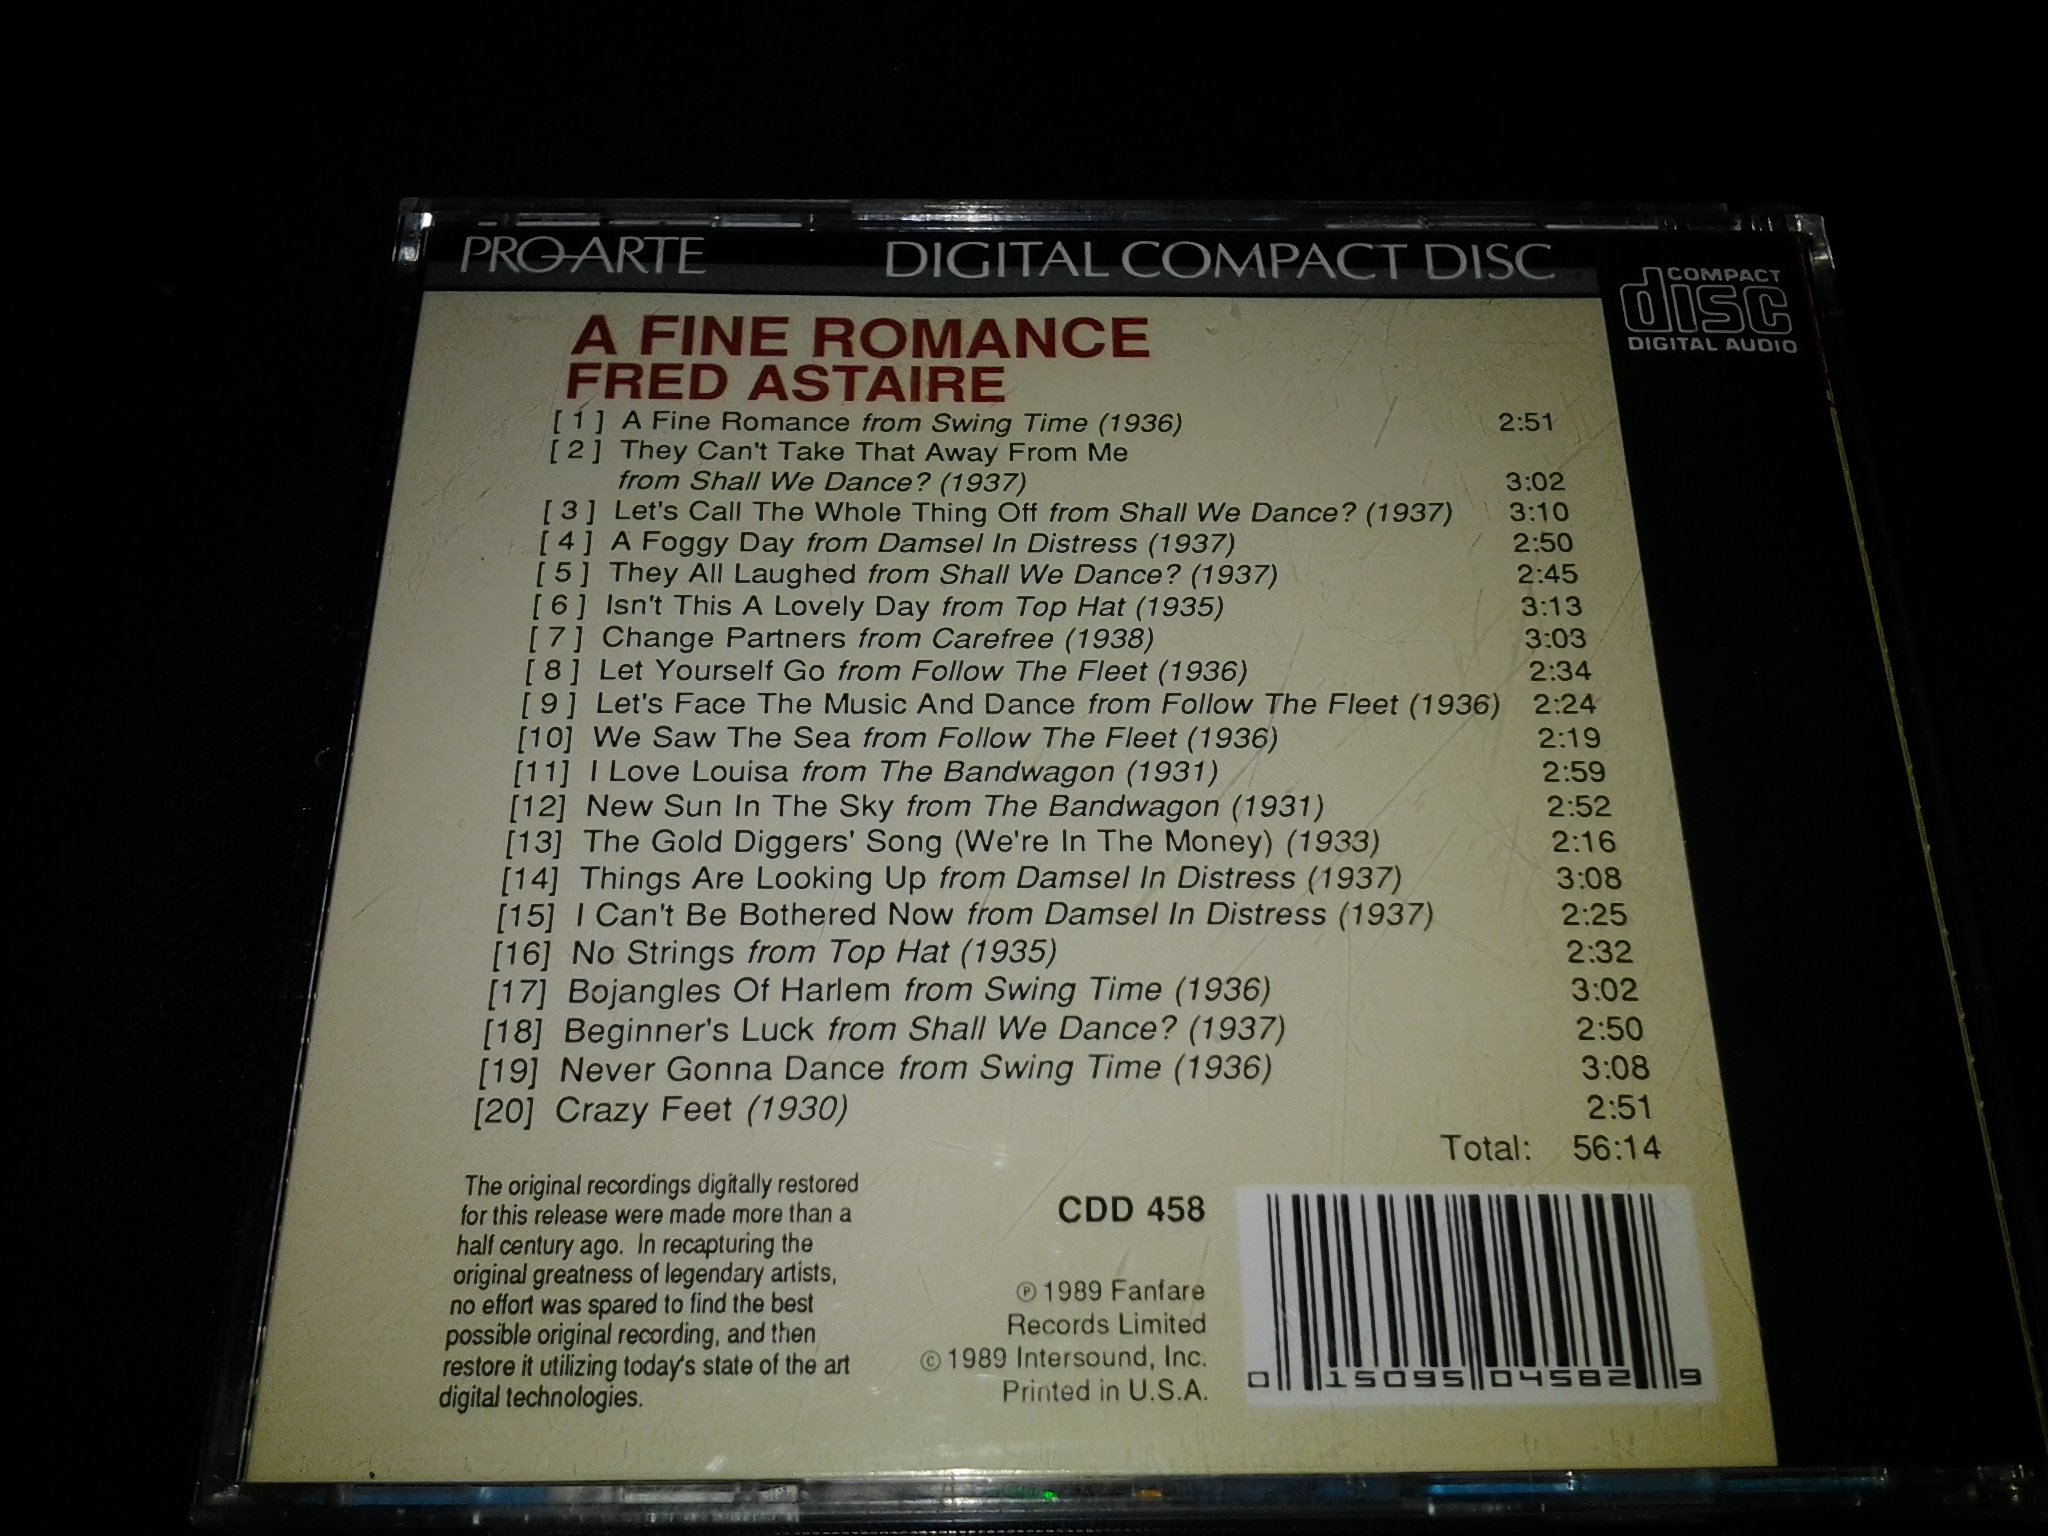 PRO-ARTE DIGITAL COMPACT DISC
COMPACT
disc
DIGITAL AUDIO
A FINE ROMANCE
FRED ASTAIRE
[ 1 ] A Fine Romance from Swing Time (1936) 2:51
[ 2 ] They Can't Take That Away From Me
from Shall We Dance? (1937) 3:02
[ 3 ] Let's Call The Whole Thing Off from Shall We Dance? (1937) 3:10
[ 4 ] A Foggy Day from Damsel In Distress (1937) 2:50
[ 5 ] They All Laughed from Shall We Dance? (1937) 2:45
[ 6 ] Isn't This A Lovely Day from Top Hat (1935) 3:13
[ 7 ] Change Partners from Carefree (1938) 3:03
[ 8 ] Let Yourself Go from Follow The Fleet (1936) 2:34
[ 9 ] Let's Face The Music And Dance from Follow The Fleet (1936) 2:24
[10] We Saw The Sea from Follow The Fleet (1936) 2:19
[11] I Love Louisa from The Bandwagon (1931) 2:59
[12] New Sun In The Sky from The Bandwagon (1931) 2:52
[13] The Gold Diggers' Song (We're In The Money) (1933) 2:16
[14] Things Are Looking Up from Damsel In Distress (1937) 3:08
[15] I Can't Be Bothered Now from Damsel In Distress (1937) 2:25
[16] No Strings from Top Hat (1935) 2:32
[17] Bojangles Of Harlem from Swing Time (1936) 3:02
[18] Beginner's Luck from Shall We Dance? (1937) 2:50
[19] Never Gonna Dance from Swing Time (1936) 3:08
[20] Crazy Feet (1930) 2:51
Total: 56:14
The original recordings digitally restored
for this release were made more than a
half century ago. In recapturing the
original greatness of legendary artists,
no effort was spared to find the best
possible original recording, and then
restore it utilizing today's state of the art
digital technologies.
CDD 458
℗ 1989 Fanfare
Records Limited
© 1989 Intersound, Inc.
Printed in U.S.A.
0 15095 04582 9